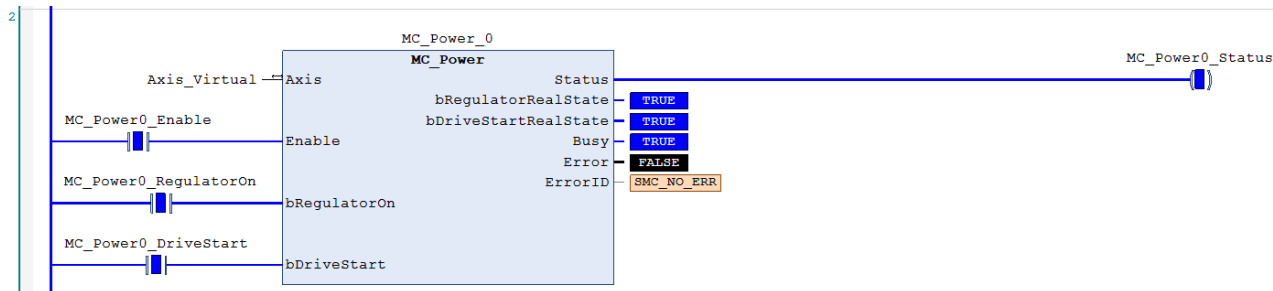 2
MC_Power_0
MC_Power
MC_Power0_Status
Axis_Virtual
Axis
Status
bRegulatorRealState
TRUE
MC_Power0_Enable
bDriveStartRealState
TRUE
Enable
Busy
TRUE
Error
FALSE
MC_Power0_RegulatorOn
ErrorID
SMC_NO_ERR
bRegulatorOn
MC_Power0_DriveStart
bDriveStart